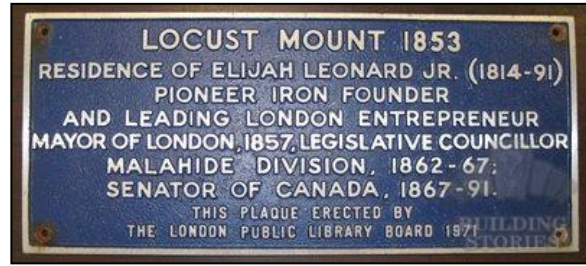 LOCUST MOUNT 1853
RESIDENCE OF ELIJAH LEONARD JR. (1814-91)
PIONEER IRON FOUNDER
AND LEADING LONDON ENTREPRENEUR
MAYOR OF LONDON, 1857, LEGISLATIVE COUNCILLOR
MALAHIDE DIVISION, 1862-67;
SENATOR OF CANADA, 1867-91.
THIS PLAQUE ERECTED BY
THE LONDON PUBLIC LIBRARY BOARD 1971
BUILDING
STORIES